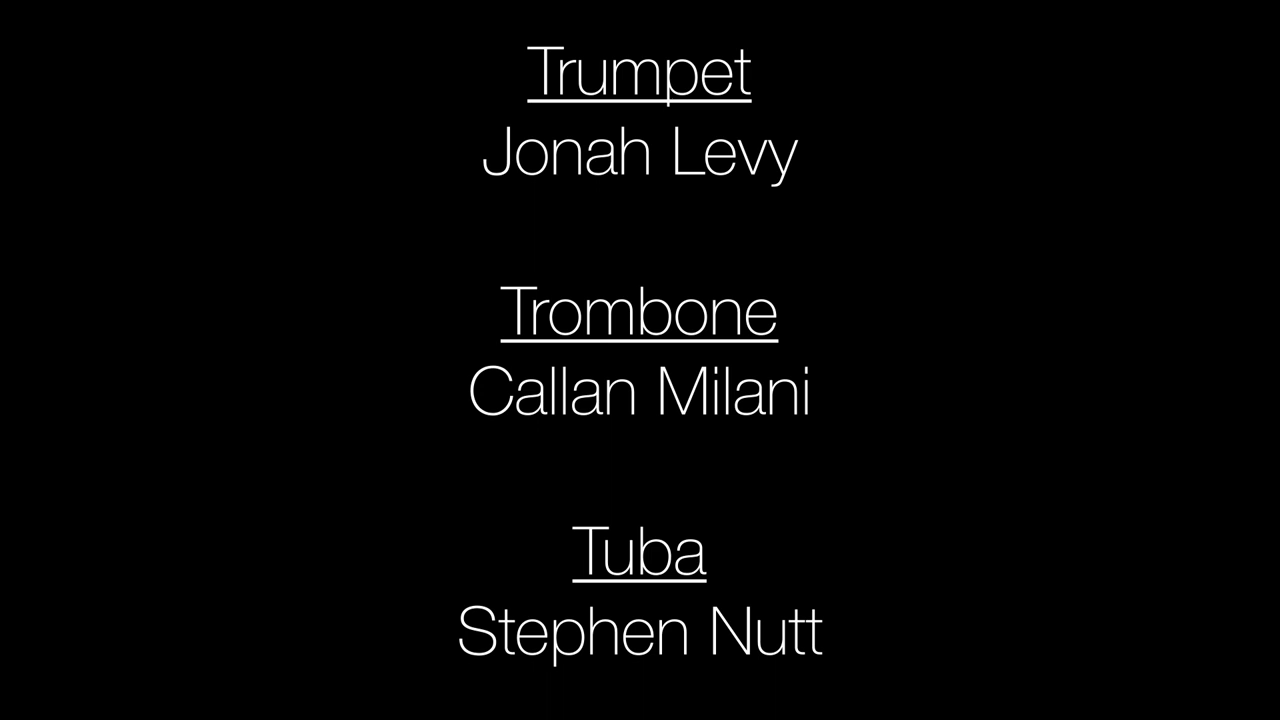 Trumpet
Jonah Levy
Trombone
Callan Milani
Tuba
Stephen Nutt